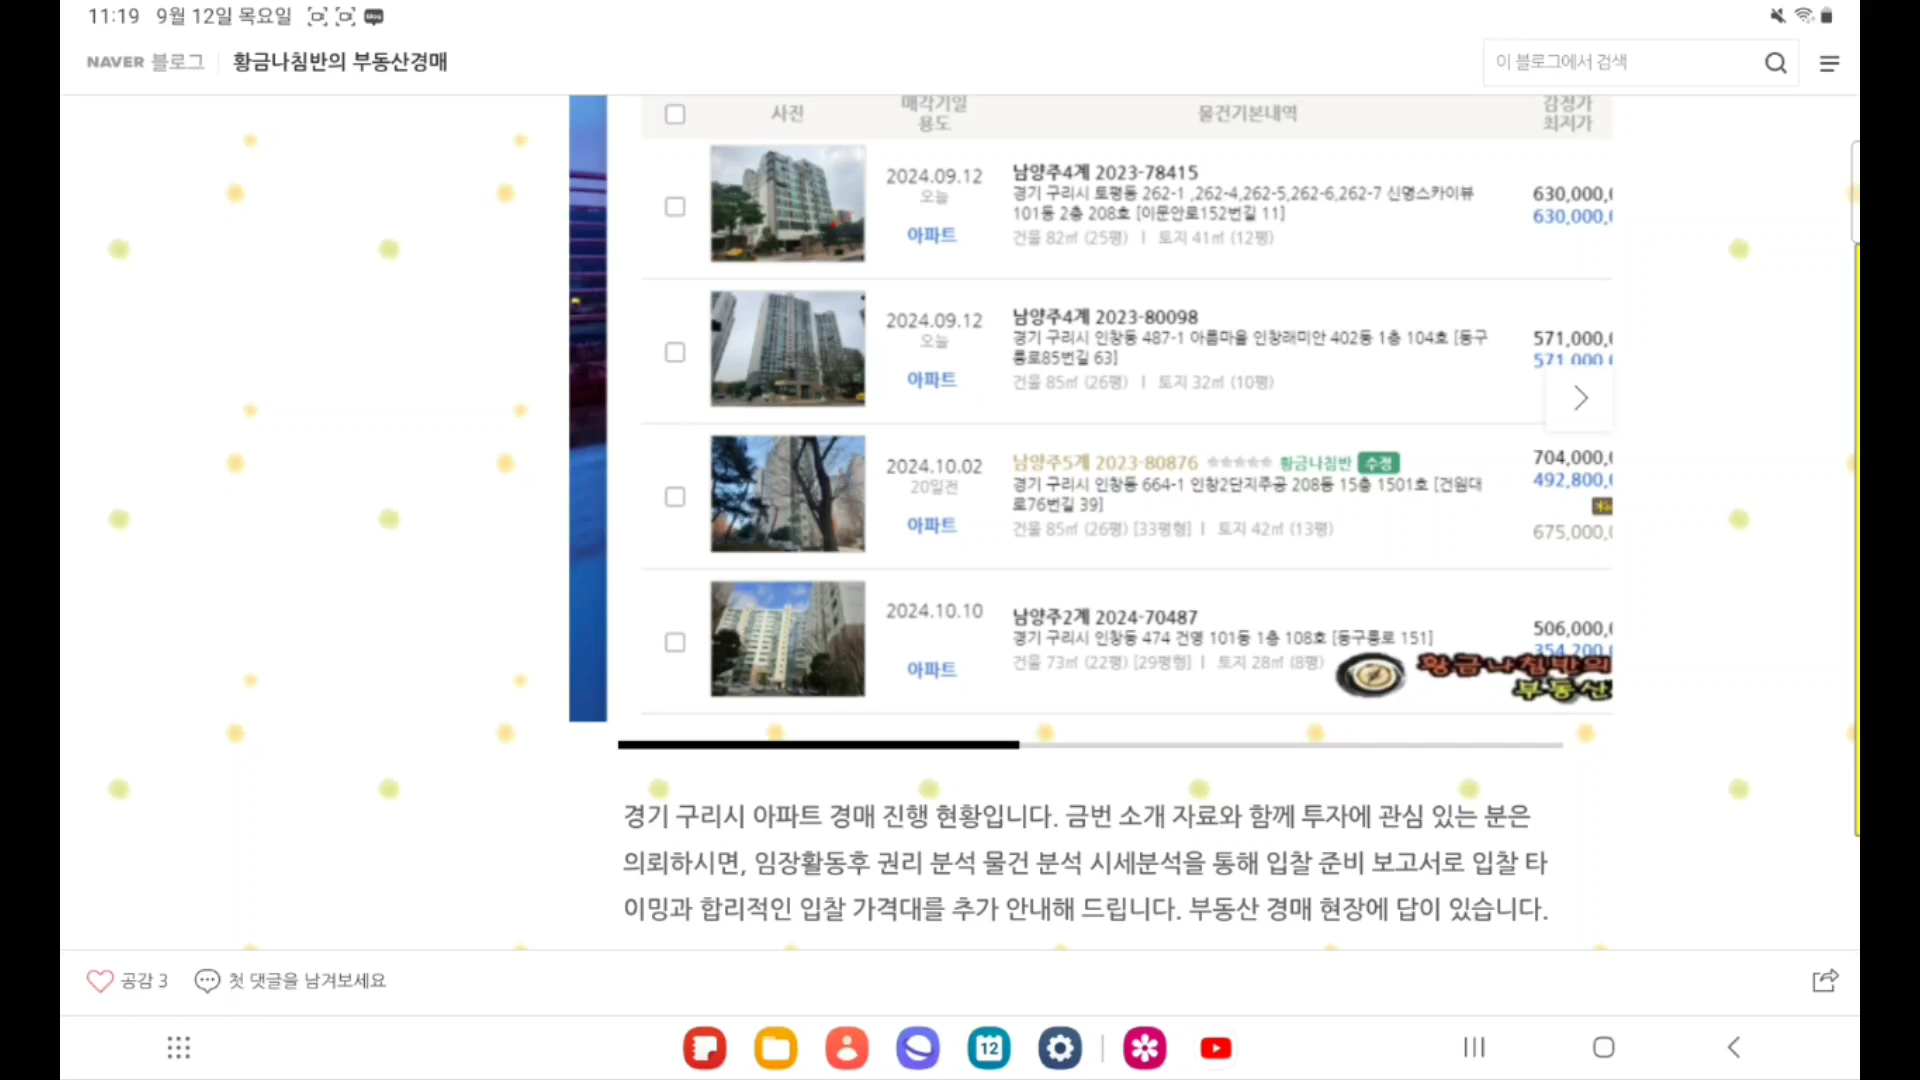 11:19 9월 12일 목요일
NAVER 블로그 황금나침반의 부동산경매
이 블로그에서 검색
사진 매각기일 물건기본내역 감정가
용도 최저가
2024.09.12 남양주4계 2023-78415
오늘 경기 구리시 토평동 262-1 ,262-4,262-5,262-6,262-7 신명스카이뷰 630,000,
101동 2층 208호 [이문안로152번길 11] 630,000,
아파트 건물 82㎡ (25평) l 토지 41㎡ (12평)
2024.09.12 남양주4계 2023-80098
오늘 경기 구리시 인창동 487-1 아름마을 인창래미안 402동 1층 104호 [동구 571,000,
릉로85번길 63] 571,000
아파트 건물 85㎡ (26평) l 토지 32㎡ (10평)
2024.10.02 남양주5계 2023-80876 ★★★★★ 황금나침반 수정 704,000,
20일전 경기 구리시 인창동 664-1 인창2단지주공 208동 15층 1501호 [건원대 492,800,
로76번길 39]
아파트 건물 85㎡ (26평) [33평형] l 토지 42㎡ (13평) 675,000,
2024.10.10 남양주2계 2024-70487 506,000,
경기 구리시 인창동 474 건영 101동 1층 108호 [동구릉로 151] 354,200
아파트 건물 73㎡ (22평) [29평형] l 토지 28㎡ (8평) 황금나침반의
부동산
경기 구리시 아파트 경매 진행 현황입니다. 금번 소개 자료와 함께 투자에 관심 있는 분은
의뢰하시면, 임장활동후 권리 분석 물건 분석 시세분석을 통해 입찰 준비 보고서로 입찰 타
이밍과 합리적인 입찰 가격대를 추가 안내해 드립니다. 부동산 경매 현장에 답이 있습니다.
공감 3 첫 댓글을 남겨보세요
12